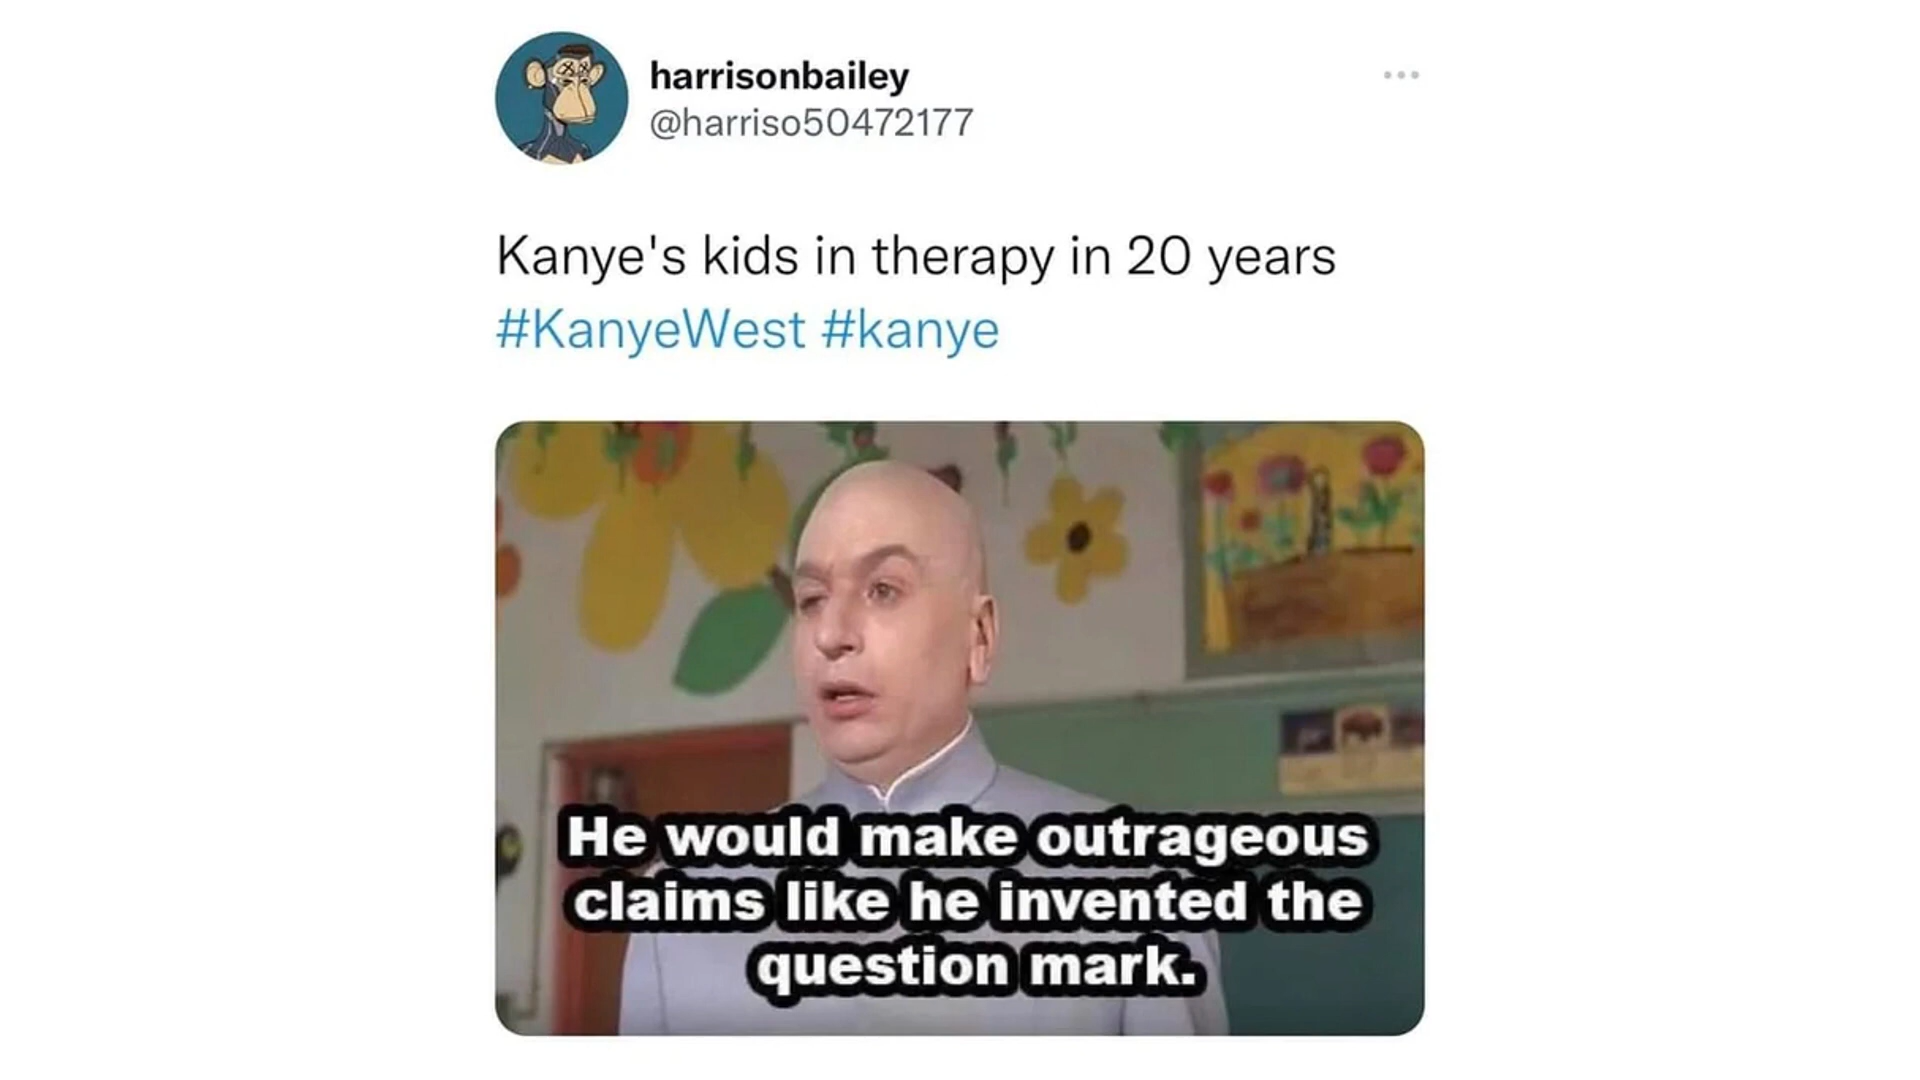 harrisonbailey
@harriso50472177
Kanye's kids in therapy in 20 years
#KanyeWest #kanye
He would make outrageous
claims like he invented the
question mark.